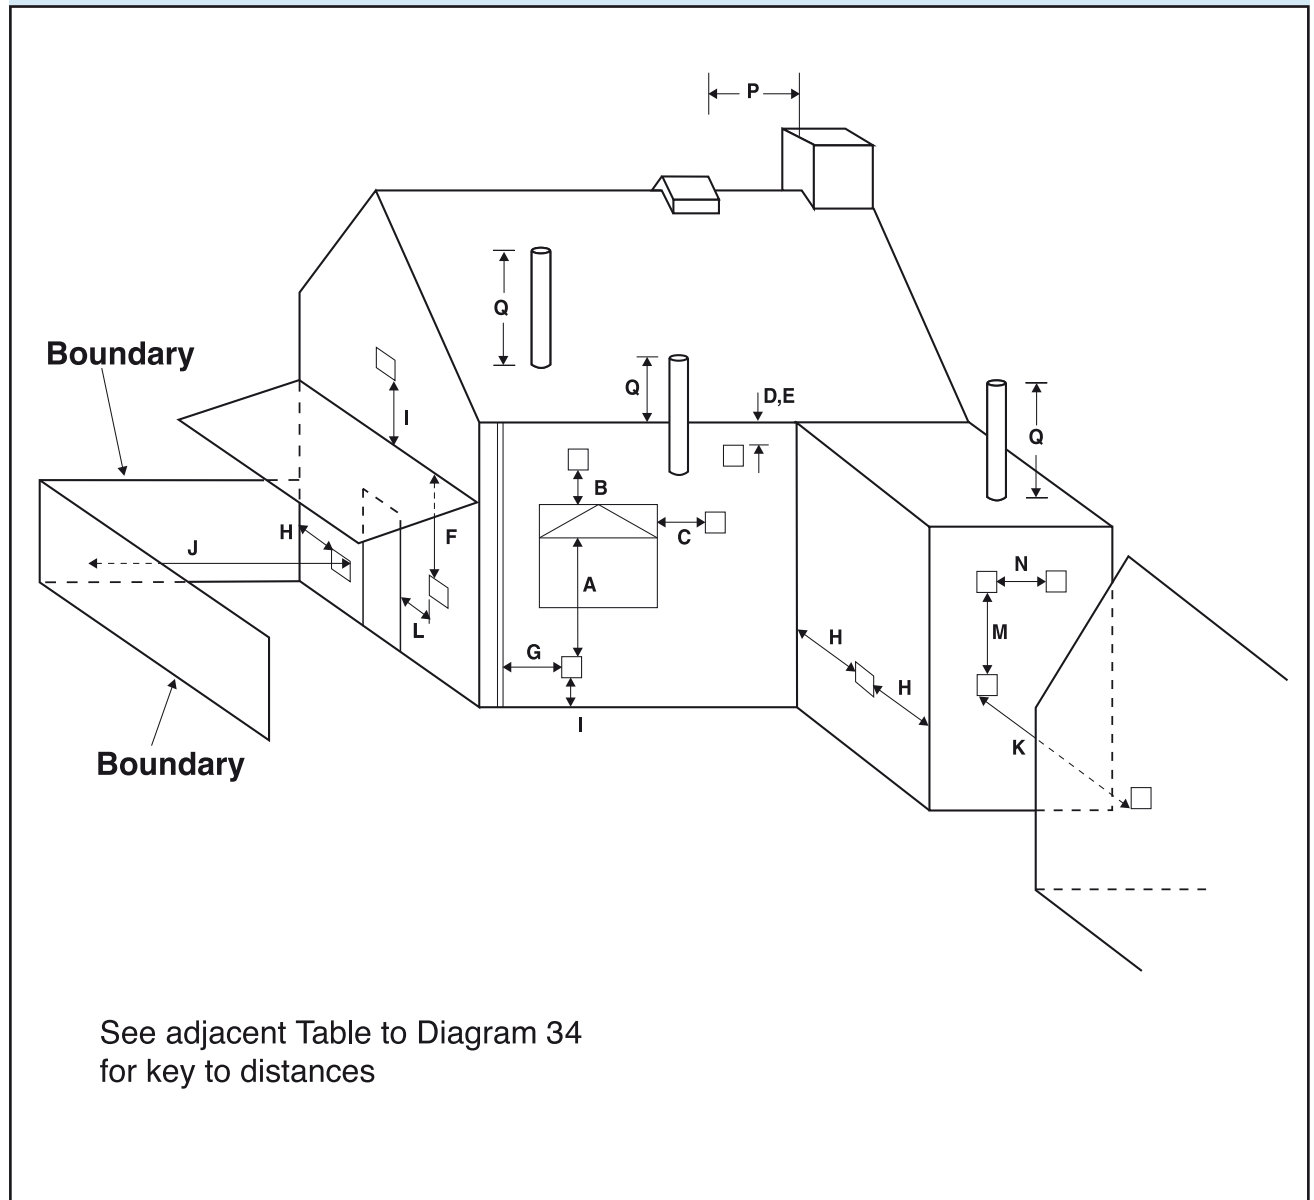 P
Q
Boundary
Q
D,E
I
Q
B
H
F
C
J
A
N
L
M
G
H
H
I
K
Boundary
See adjacent Table to Diagram 34
for key to distances